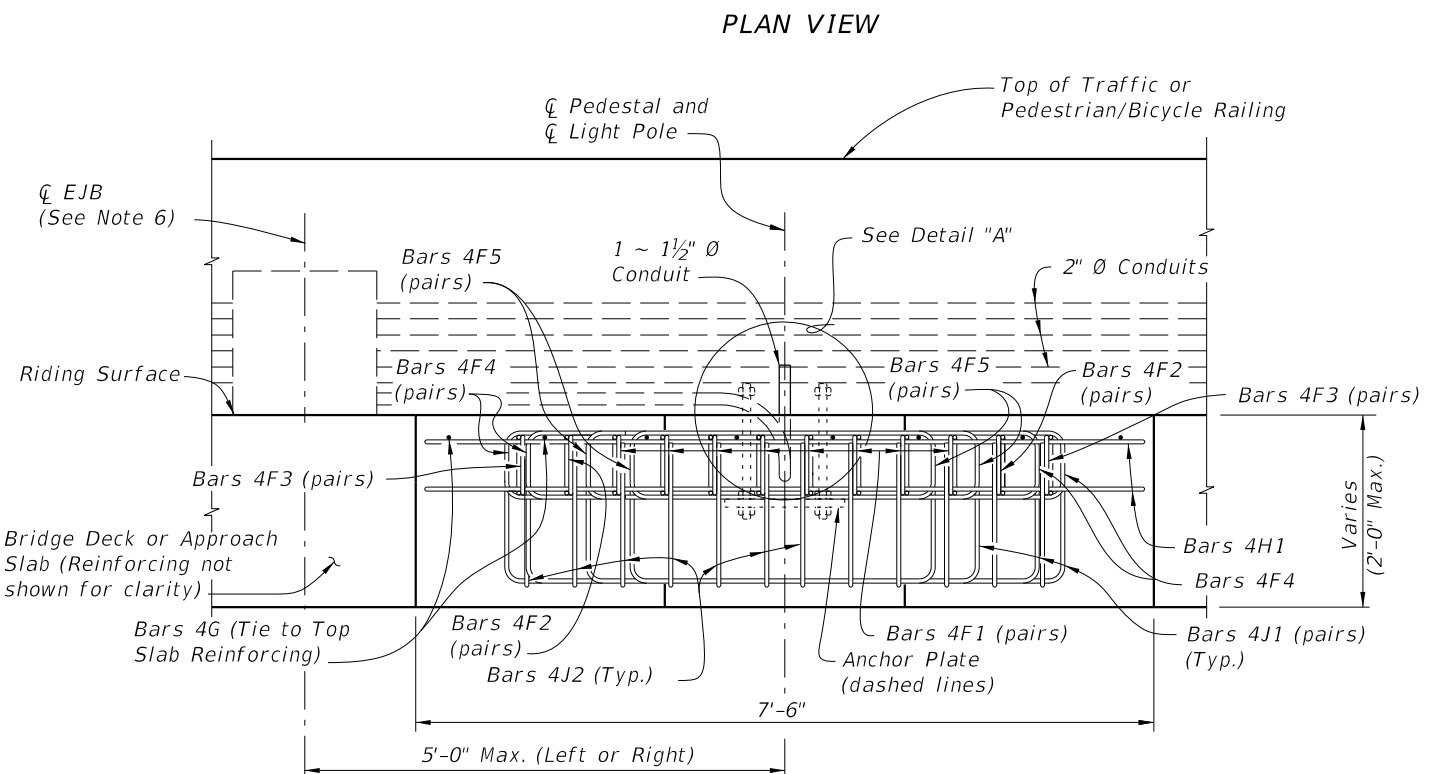 PLAN VIEW
Top of Traffic or
Pedestrian/Bicycle Railing
℄ Pedestal and
℄ Light Pole
℄ EJB
(See Note 6)
See Detail "A"
1 ~ 1½" Ø
Conduit
Bars 4F5
(pairs)
2" Ø Conduits
Riding Surface
Bars 4F4
(pairs)
Bars 4F5
(pairs)
Bars 4F2
(pairs)
Bars 4F3 (pairs)
Bars 4F3 (pairs)
Varies
(2'-0" Max.)
Bridge Deck or Approach
Slab (Reinforcing not
shown for clarity)
Bars 4H1
Bars 4F4
Bars 4G (Tie to Top
Slab Reinforcing)
Bars 4F2
(pairs)
Bars 4J2 (Typ.)
Bars 4F1 (pairs)
Anchor Plate
(dashed lines)
Bars 4J1 (pairs)
(Typ.)
7'-6"
5'-0" Max. (Left or Right)